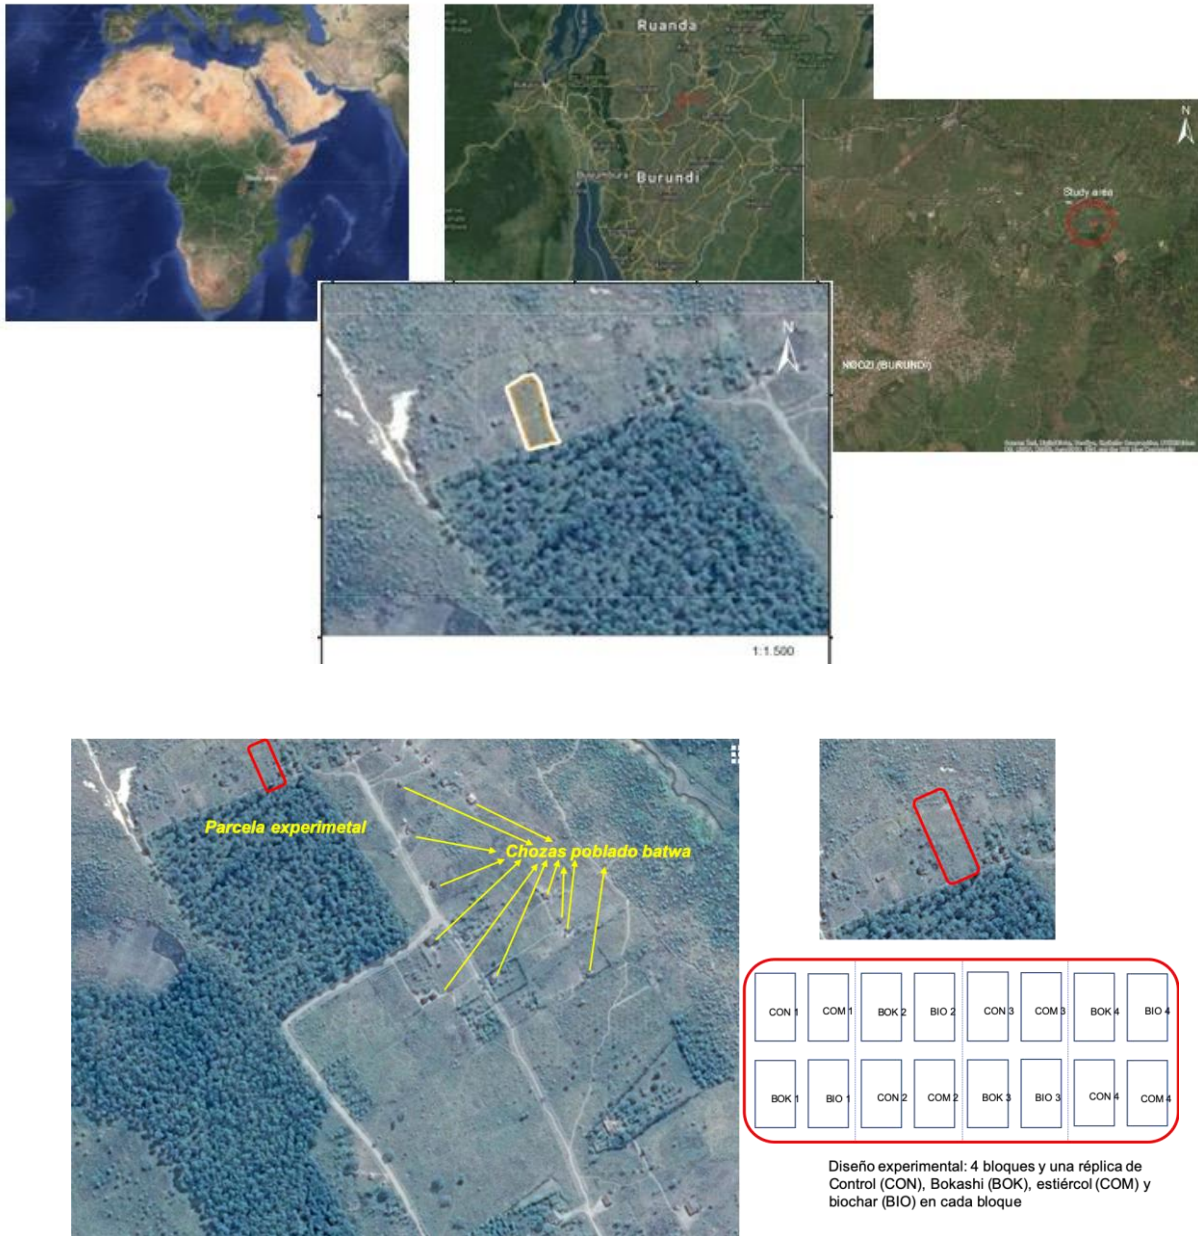 Study area
Ruanda
Buyumbura
Burundi
N
Study area
NGOZI (BURUNDI)
N
1:1.500
Parcela experimetal
Chozas poblado batwa
CON 1
COM 1
BOK 2
BIO 2
CON 3
COM 3
BOK 4
BIO 4
BOK 1
BIO 1
CON 2
COM 2
BOK 3
BIO 3
CON 4
COM 4
Diseño experimental: 4 bloques y una réplica de
Control (CON), Bokashi (BOK), estiércol (COM) y
biochar (BIO) en cada bloque